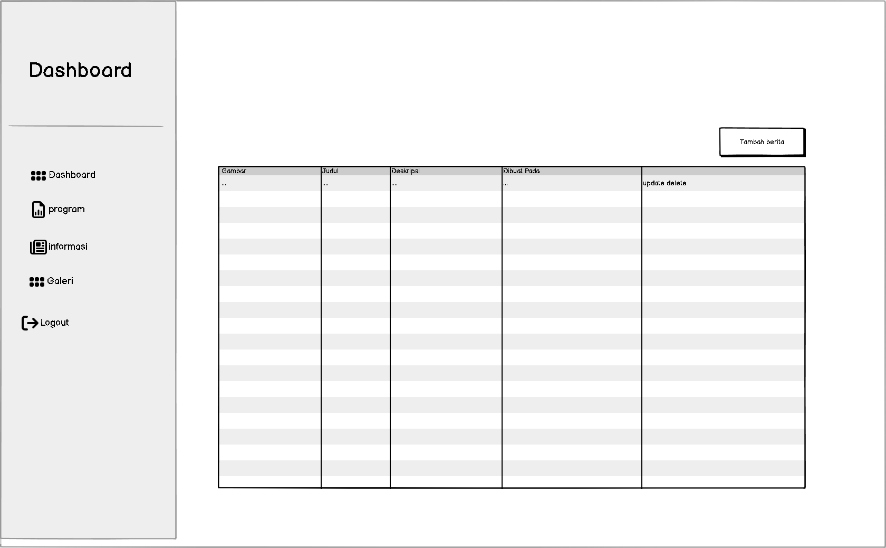 Dashboard
Dashboard
program
informasi
Galeri
Logout
Tambah berita
Gambar Judul Deskripsi Dibuat Pada
.. .. .. .. update delete